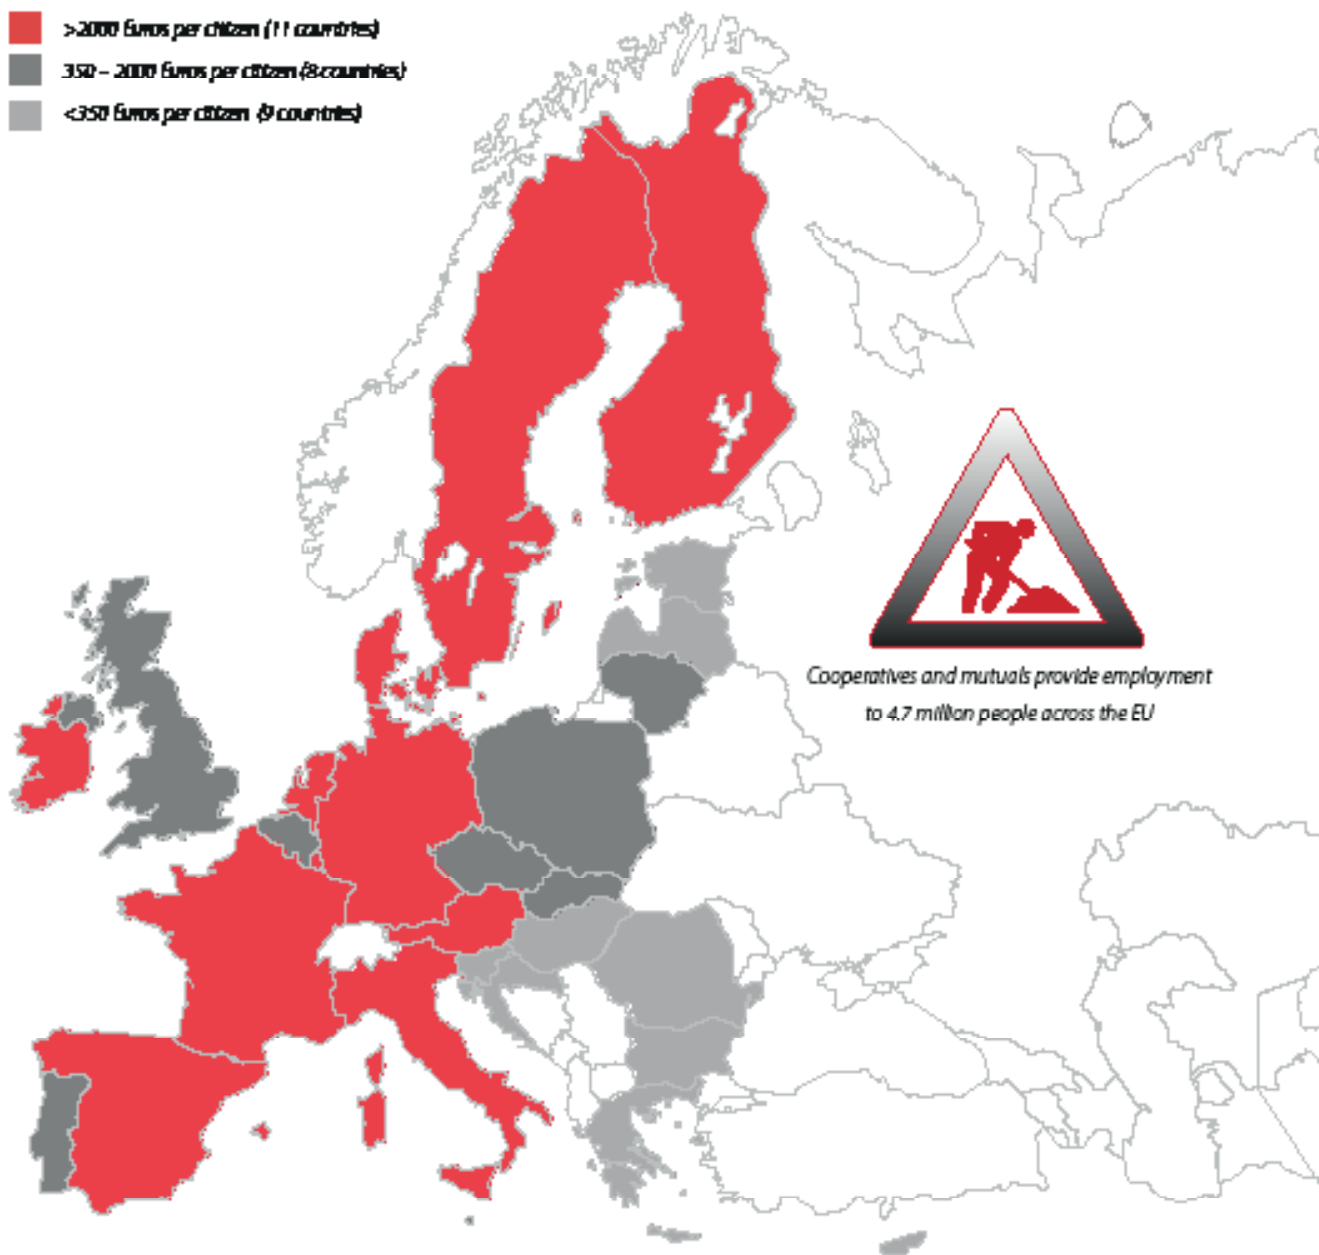 >2000 Euros per citizen (11 countries)
350 – 2000 Euros per citizen (8 countries)
<350 Euros per citizen (9 countries)
Cooperatives and mutuals provide employment
to 4.7 million people across the EU